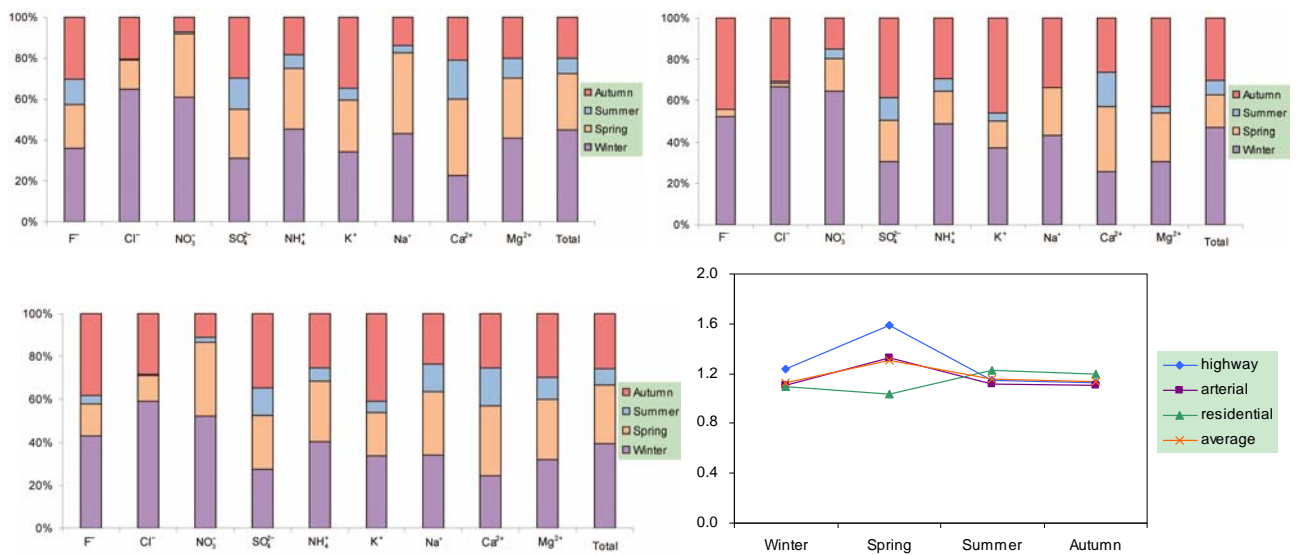 100%
80%
60%
40%
20%
0%
F⁻ Cl⁻ NO₃⁻ SO₄²⁻ NH₄⁺ K⁺ Na⁺ Ca²⁺ Mg²⁺ Total
Autumn
Summer
Spring
Winter
100%
80%
60%
40%
20%
0%
F⁻ Cl⁻ NO₃⁻ SO₄²⁻ NH₄⁺ K⁺ Na⁺ Ca²⁺ Mg²⁺ Total
Autumn
Summer
Spring
Winter
100%
80%
60%
40%
20%
0%
F⁻ Cl⁻ NO₃⁻ SO₄²⁻ NH₄⁺ K⁺ Na⁺ Ca²⁺ Mg²⁺ Total
Autumn
Summer
Spring
Winter
2.0
1.6
1.2
0.8
0.4
0.0
Winter Spring Summer Autumn
highway
arterial
residential
average